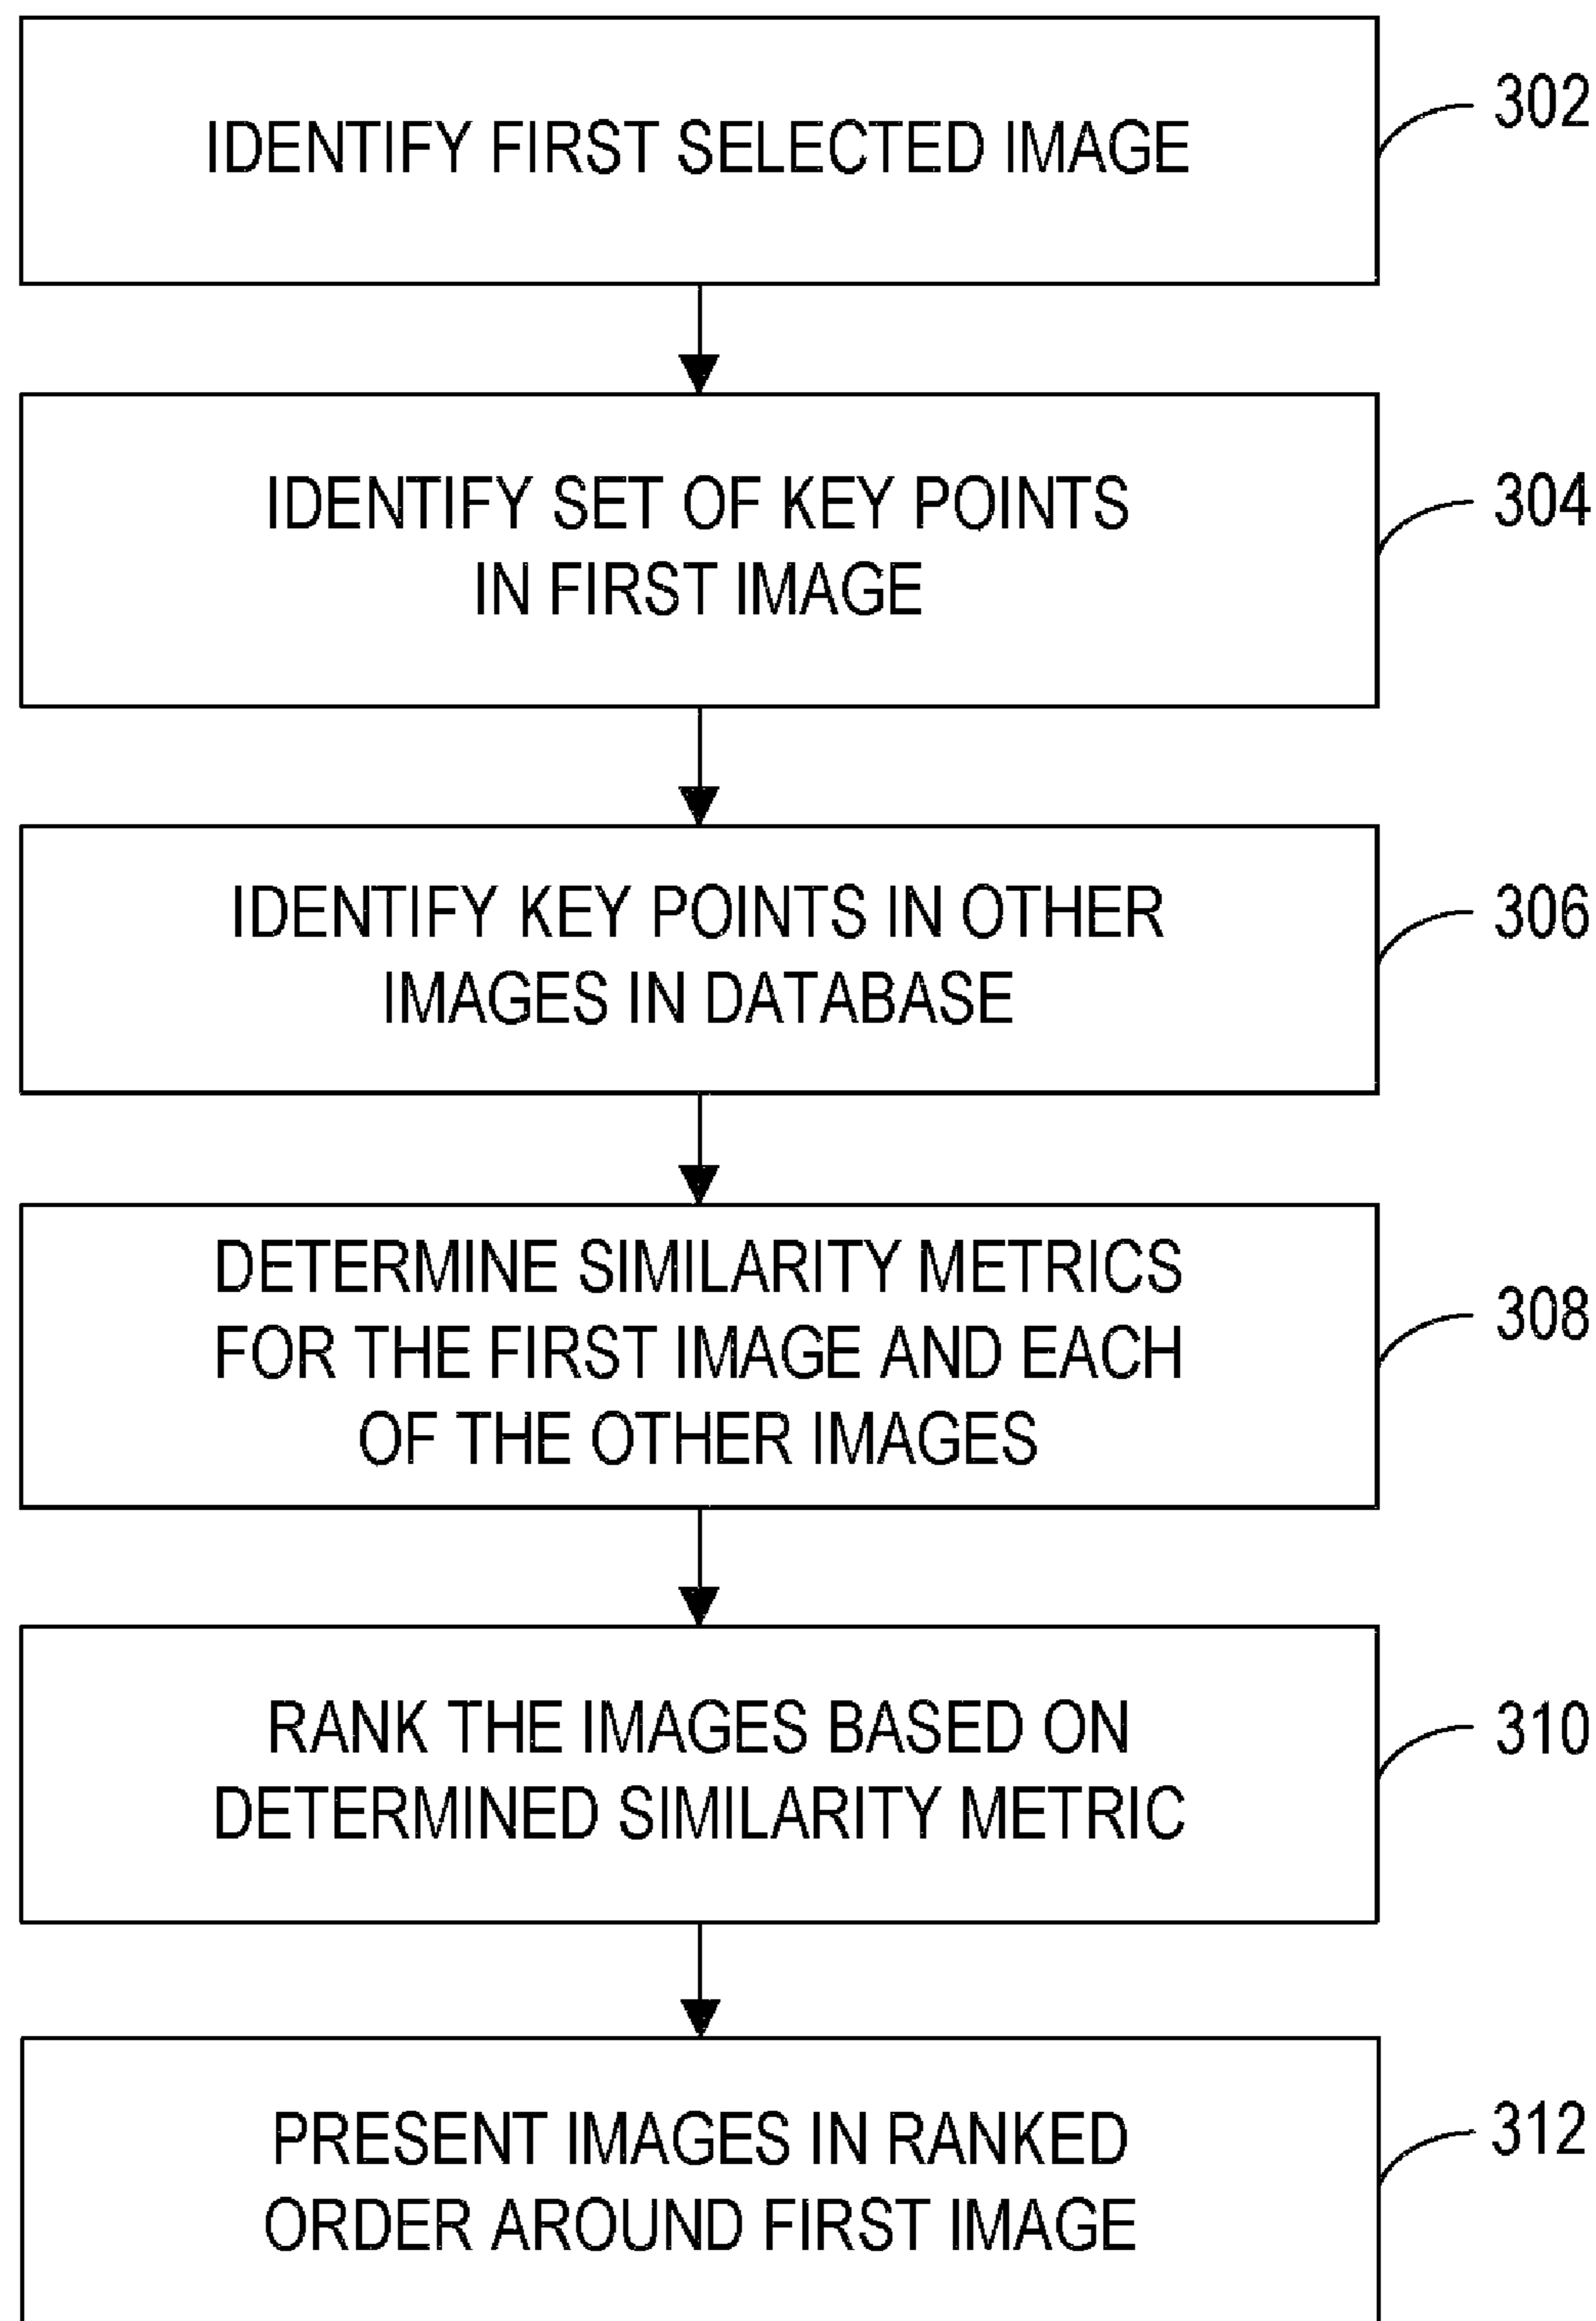 IDENTIFY FIRST SELECTED IMAGE
302
IDENTIFY SET OF KEY POINTS
IN FIRST IMAGE
304
IDENTIFY KEY POINTS IN OTHER
IMAGES IN DATABASE
306
DETERMINE SIMILARITY METRICS
FOR THE FIRST IMAGE AND EACH
OF THE OTHER IMAGES
308
RANK THE IMAGES BASED ON
DETERMINED SIMILARITY METRIC
310
PRESENT IMAGES IN RANKED
ORDER AROUND FIRST IMAGE
312